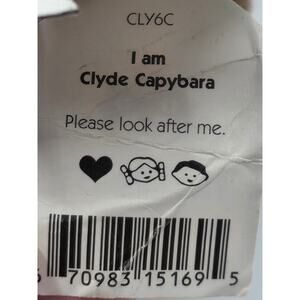 CLY6C
I am
Clyde Capybara
Please look after me.
70983 15169 5